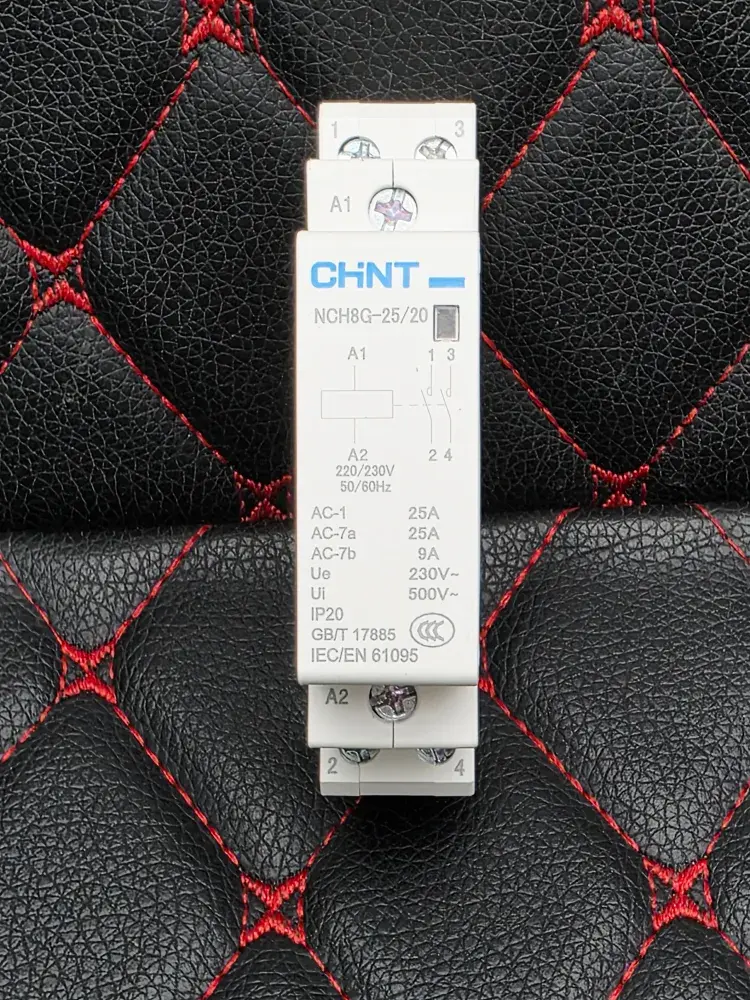 1 3
A1
CHiNT
NCH8G-25/20
A1 1 3
A2 2 4
220/230V
50/60Hz
AC-1 25A
AC-7a 25A
AC-7b 9A
Ue 230V~
Ui 500V~
IP20
GB/T 17885 CCC
IEC/EN 61095
A2
2 4